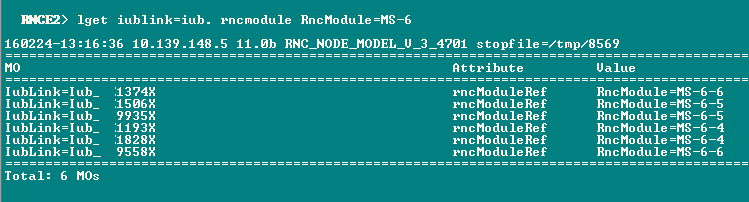 RNCE2> lget iublink=iub. rncmodule RncModule=MS-6
160224-13:16:36 10.139.148.5 11.0b RNC_NODE_MODEL_V_3_4701 stopfile=/tmp/8569
=================================================================================
MO Attribute Value
=================================================================================
IubLink=Iub_ 1374X rncModuleRef RncModule=MS-6-6
IubLink=Iub_ 1506X rncModuleRef RncModule=MS-6-5
IubLink=Iub_ 9935X rncModuleRef RncModule=MS-6-5
IubLink=Iub_ 1193X rncModuleRef RncModule=MS-6-4
IubLink=Iub_ 1828X rncModuleRef RncModule=MS-6-4
IubLink=Iub_ 9558X rncModuleRef RncModule=MS-6-6
=================================================================================
Total: 6 MOs